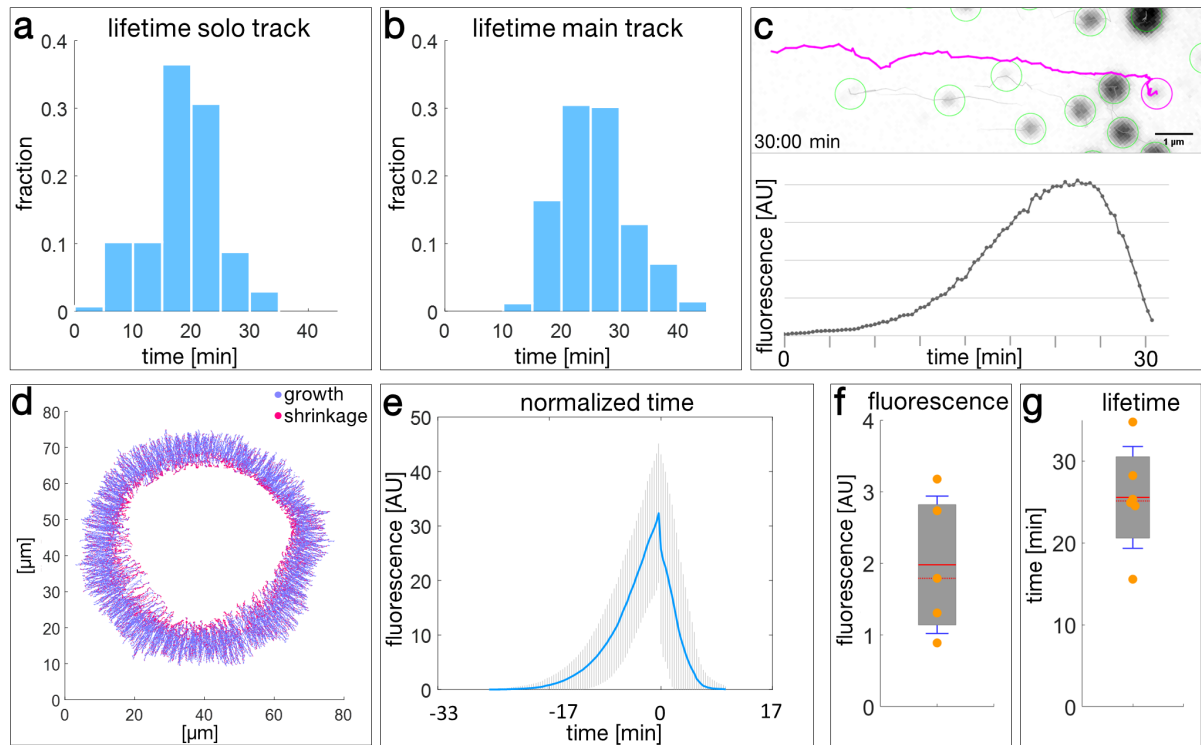 a lifetime solo track
0.4
0.3
0.2
0.1
0
fraction
0 10 20 30 40
time [min]
b lifetime main track
0.4
0.3
0.2
0.1
0
fraction
0 10 20 30 40
time [min]
c
30:00 min
1 µm
fluorescence [AU]
0 time [min] 30
d
growth
shrinkage
80
70
60
50
40
30
20
10
0
[µm]
0 20 40 60 80
[µm]
e normalized time
50
40
30
20
10
0
fluorescence [AU]
-33 -17 0 17
time [min]
f fluorescence
4
3
2
1
0
fluorescence [AU]
g lifetime
30
20
10
0
time [min]